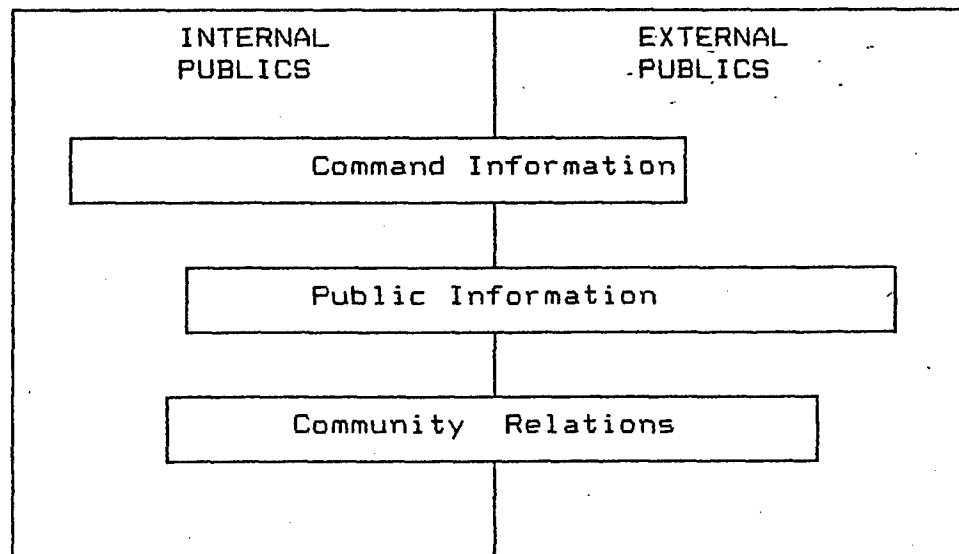 INTERNAL
PUBLICS
EXTERNAL
PUBLICS
Command Information
Public Information
Community Relations